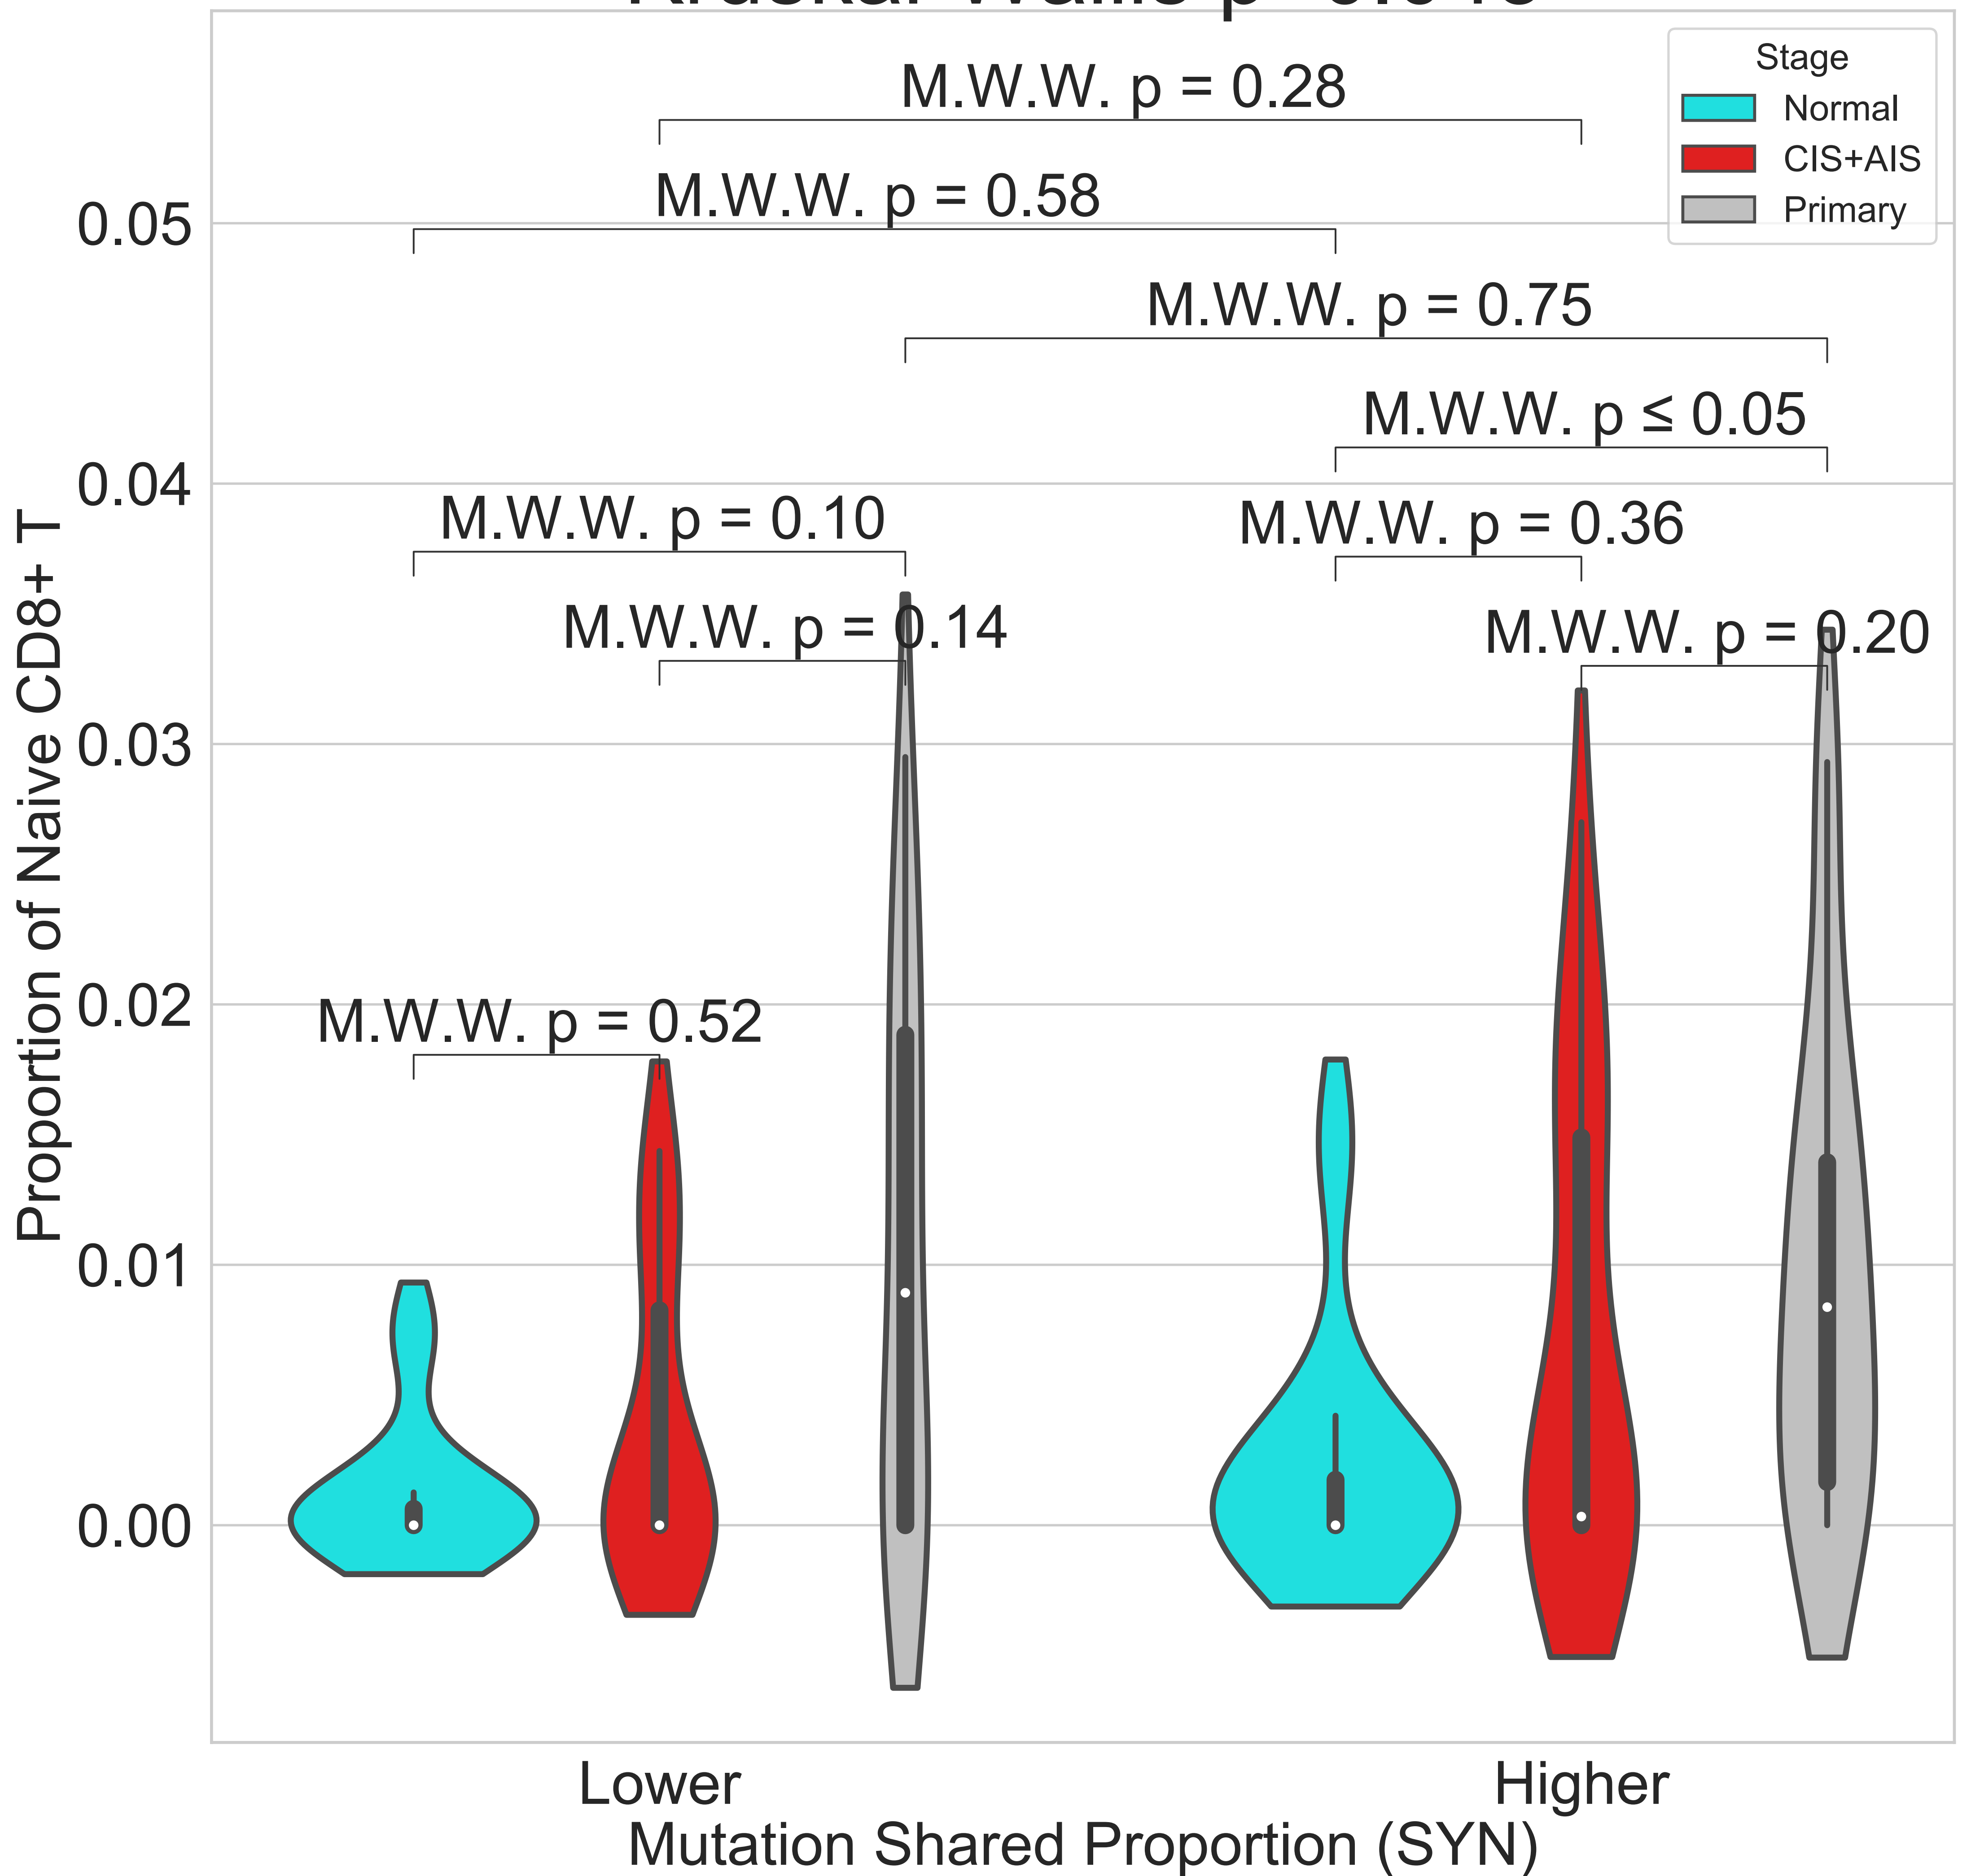 Stage
Normal
CIS+AIS
Primary
M.W.W. p = 0.28
M.W.W. p = 0.58
M.W.W. p = 0.75
M.W.W. p ≤ 0.05
M.W.W. p = 0.10
M.W.W. p = 0.36
M.W.W. p = 0.14
M.W.W. p = 0.20
M.W.W. p = 0.52
0.05
0.04
0.03
0.02
0.01
0.00
Proportion of Naive CD8+ T
Lower
Higher
Mutation Shared Proportion (SYN)